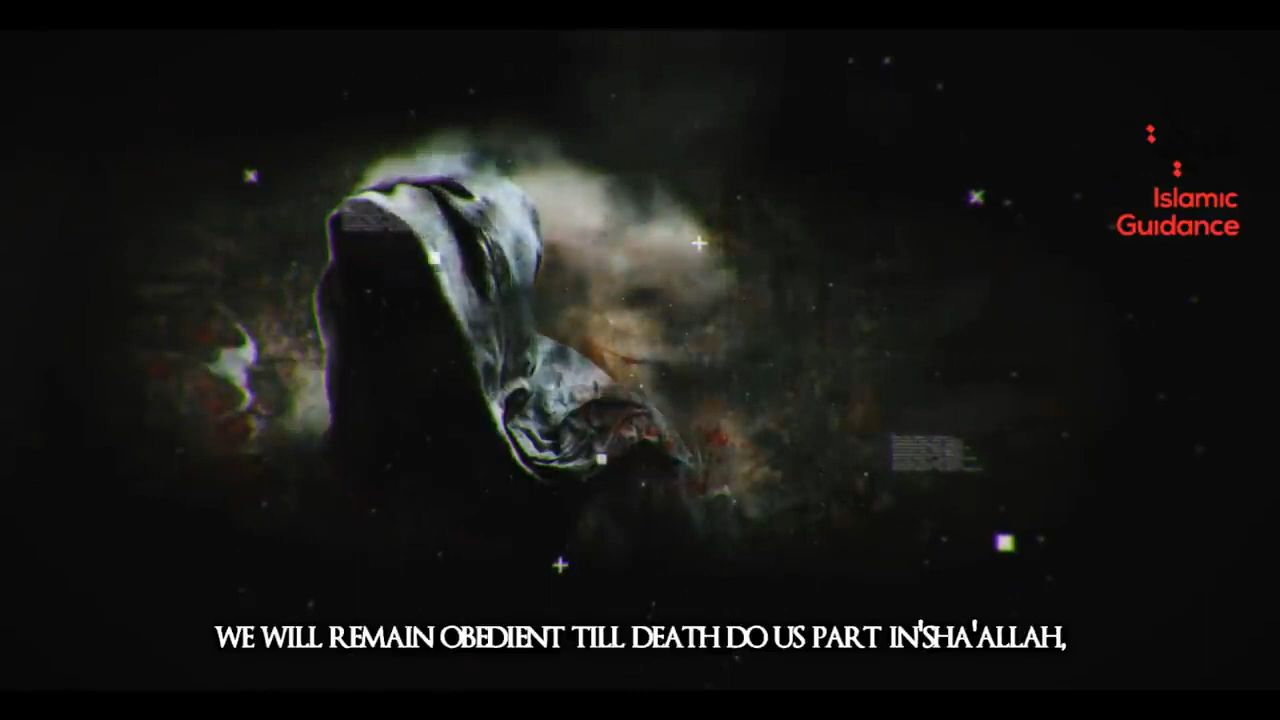 Islamic
Guidance
WE WILL REMAIN OBEDIENT TILL DEATH DO US PART IN'SHA'ALLAH,